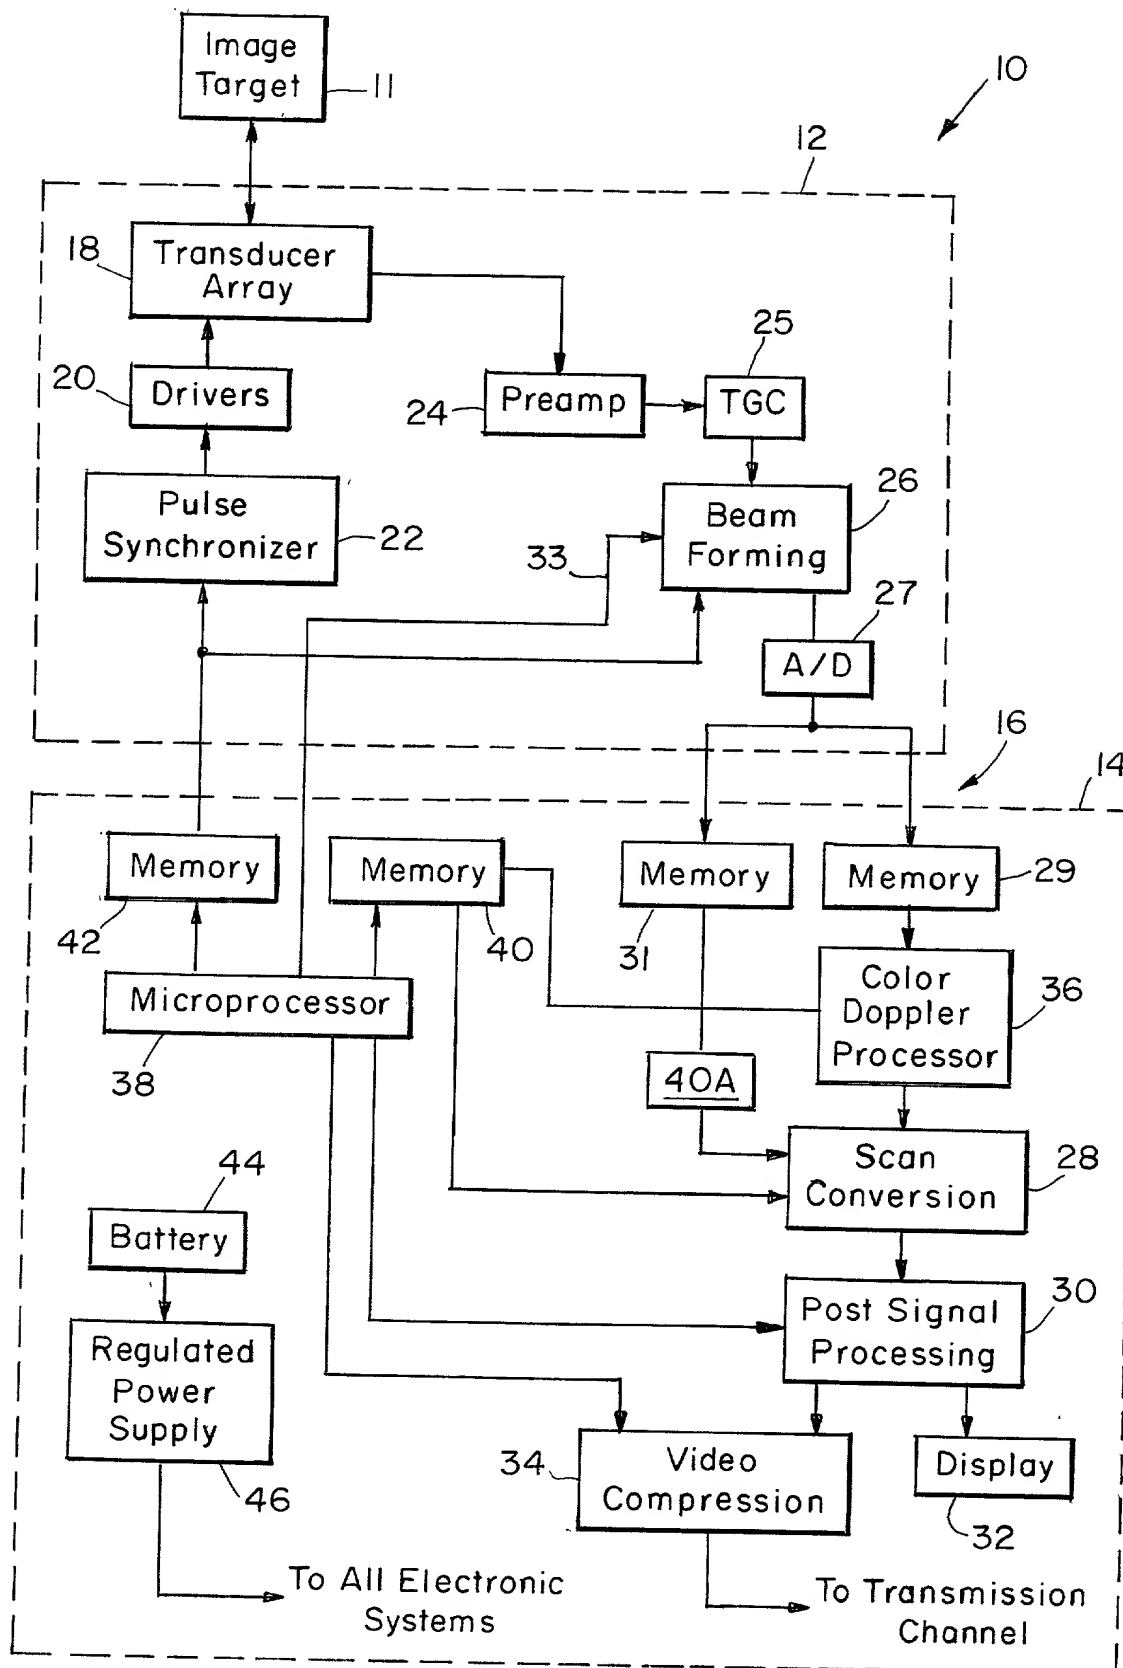 Image
Target
11
10
12
18
Transducer
Array
25
20
Drivers
24
Preamp
TGC
Pulse
Synchronizer
22
33
Beam
Forming
26
27
A/D
16
14
Memory
42
Memory
40
Memory
31
Memory
29
Microprocessor
38
Color
Doppler
Processor
36
40A
Scan
Conversion
28
44
Battery
Post Signal
Processing
30
Regulated
Power
Supply
46
34
Video
Compression
Display
32
To All Electronic
Systems
To Transmission
Channel